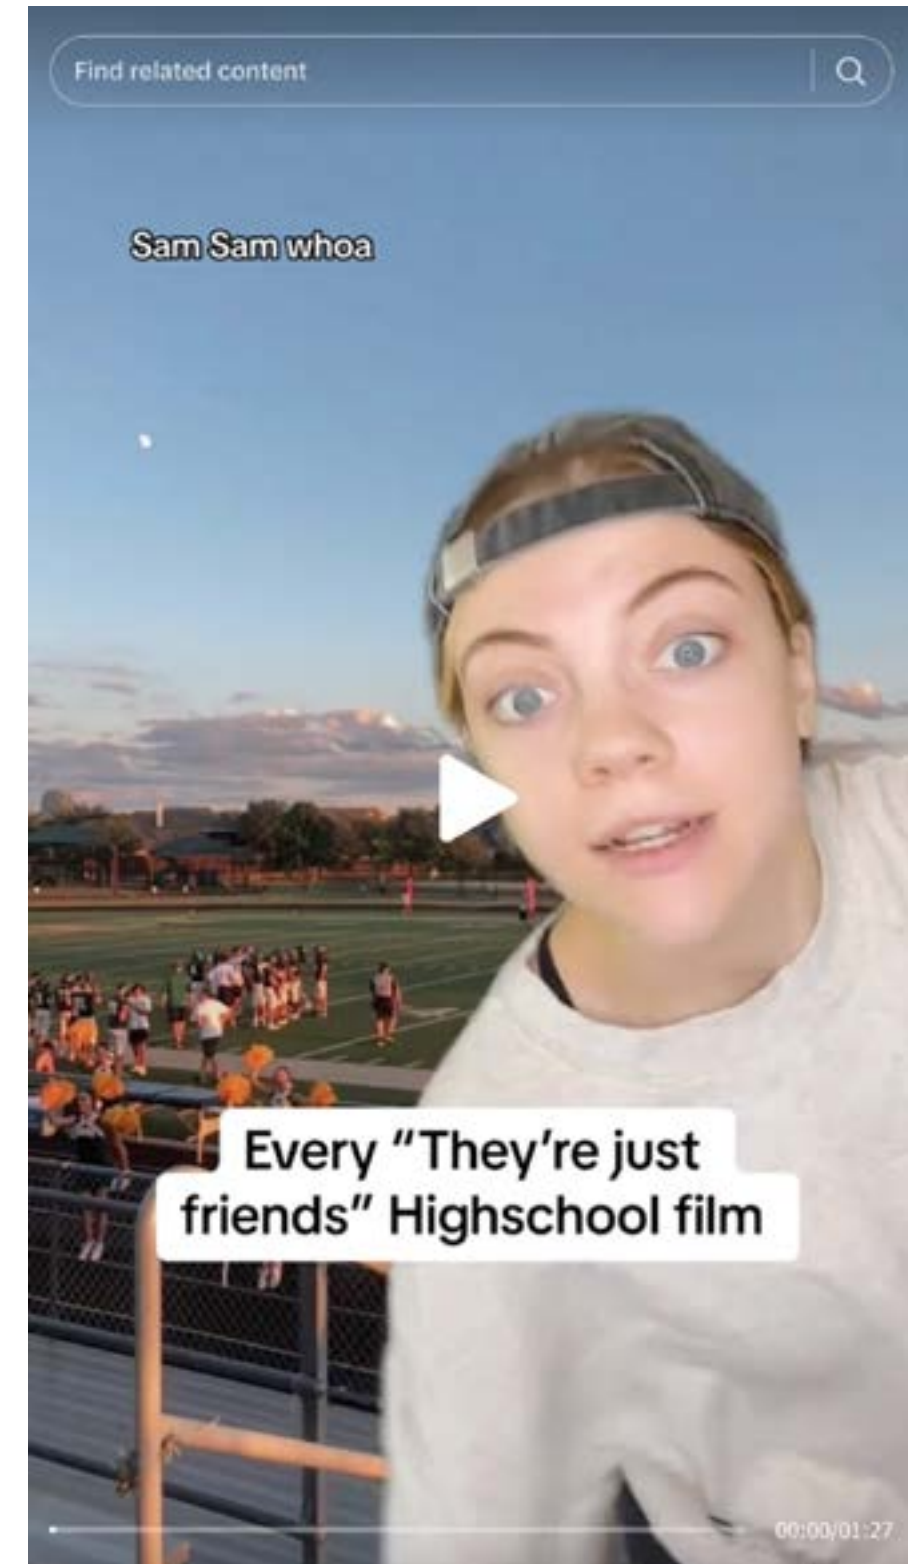 Find related content
Sam Sam whoa
Every “They’re just
friends” Highschool film
00:00/01:27